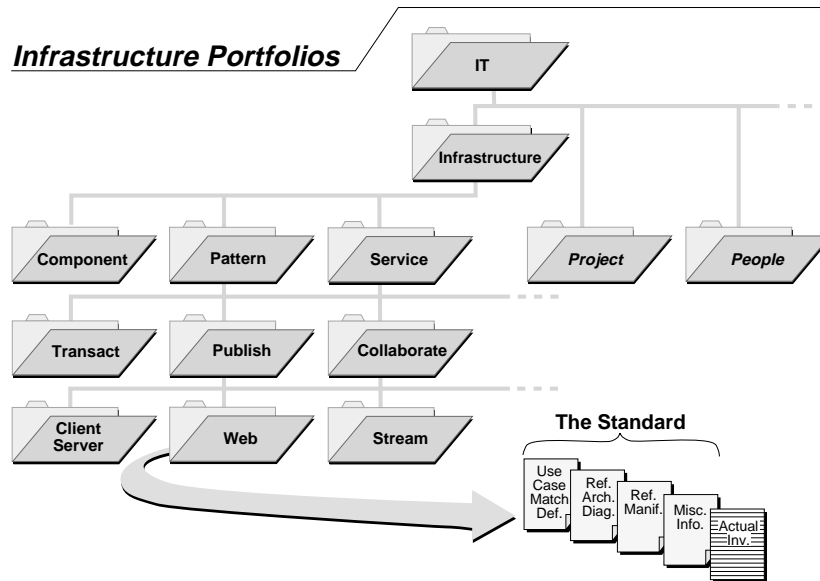 Infrastructure Portfolios
IT
Infrastructure
Component
Pattern
Service
Project
People
Transact
Publish
Collaborate
Client
Server
Web
Stream
The Standard
Use
Case
Match
Def.
Ref.
Arch.
Diag.
Ref.
Manif.
Misc.
Info.
Actual
Inv.